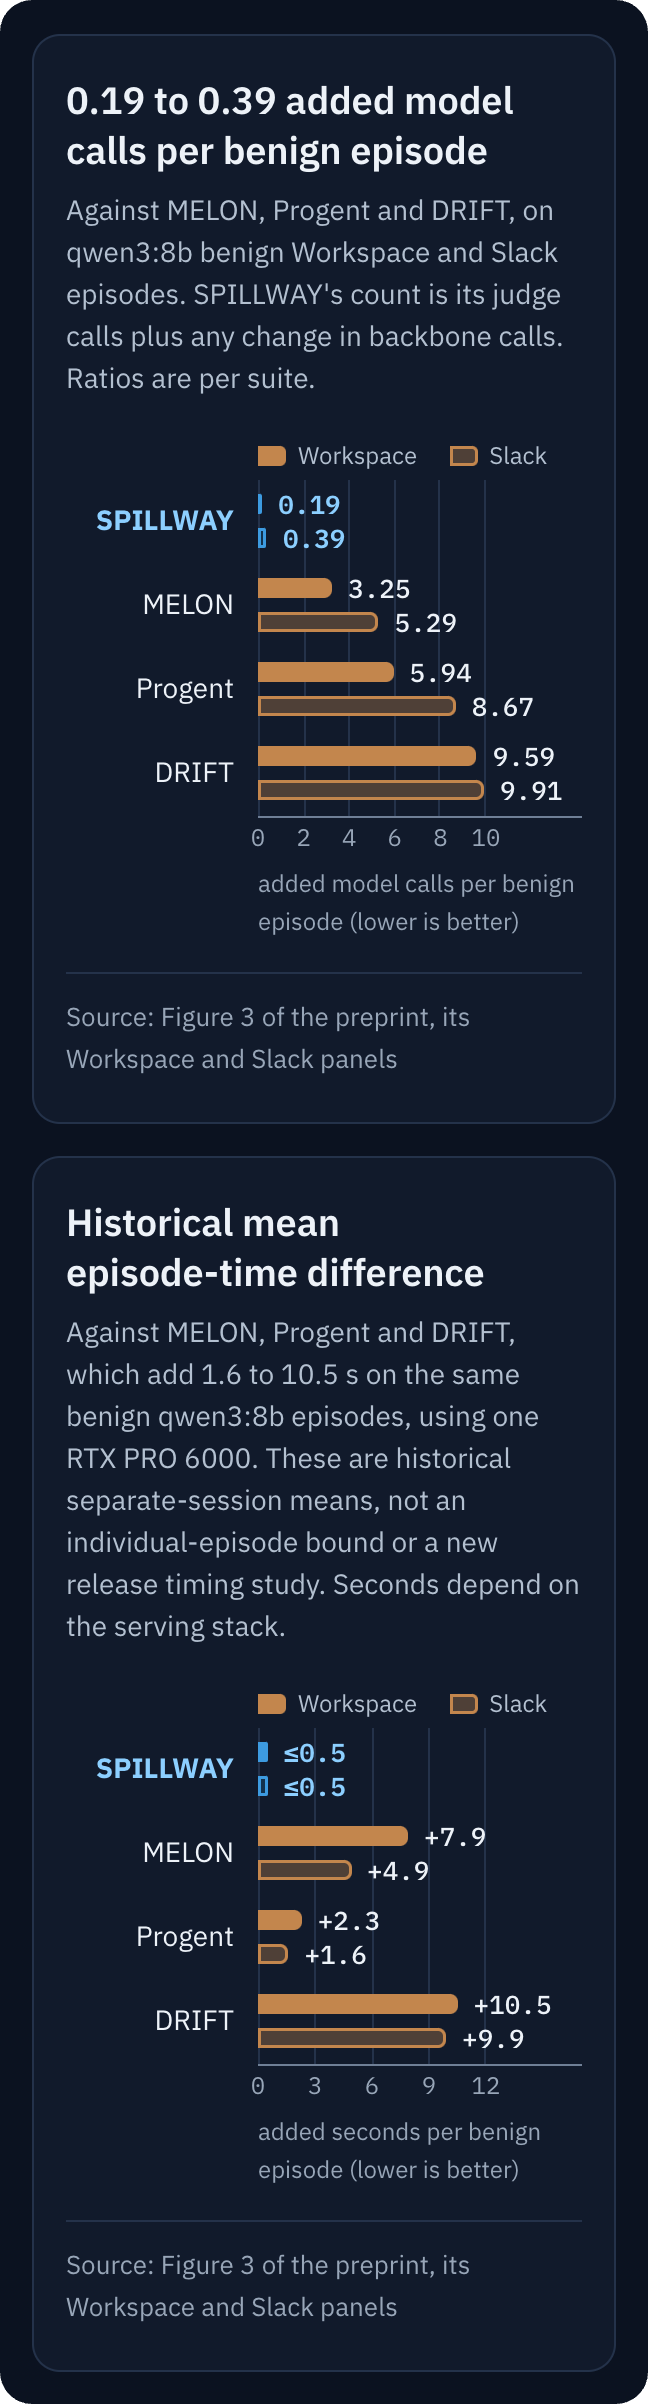 0.19 to 0.39 added model
calls per benign episode
Against MELON, Progent and DRIFT, on
qwen3:8b benign Workspace and Slack
episodes. SPILLWAY's count is its judge
calls plus any change in backbone calls.
Ratios are per suite.
Workspace Slack
SPILLWAY 0.19
0.39
MELON 3.25
5.29
Progent 5.94
8.67
DRIFT 9.59
9.91
0 2 4 6 8 10
added model calls per benign
episode (lower is better)
Source: Figure 3 of the preprint, its
Workspace and Slack panels
Historical mean
episode-time difference
Against MELON, Progent and DRIFT,
which add 1.6 to 10.5 s on the same
benign qwen3:8b episodes, using one
RTX PRO 6000. These are historical
separate-session means, not an
individual-episode bound or a new
release timing study. Seconds depend on
the serving stack.
Workspace Slack
SPILLWAY ≤0.5
≤0.5
MELON +7.9
+4.9
Progent +2.3
+1.6
DRIFT +10.5
+9.9
0 3 6 9 12
added seconds per benign
episode (lower is better)
Source: Figure 3 of the preprint, its
Workspace and Slack panels